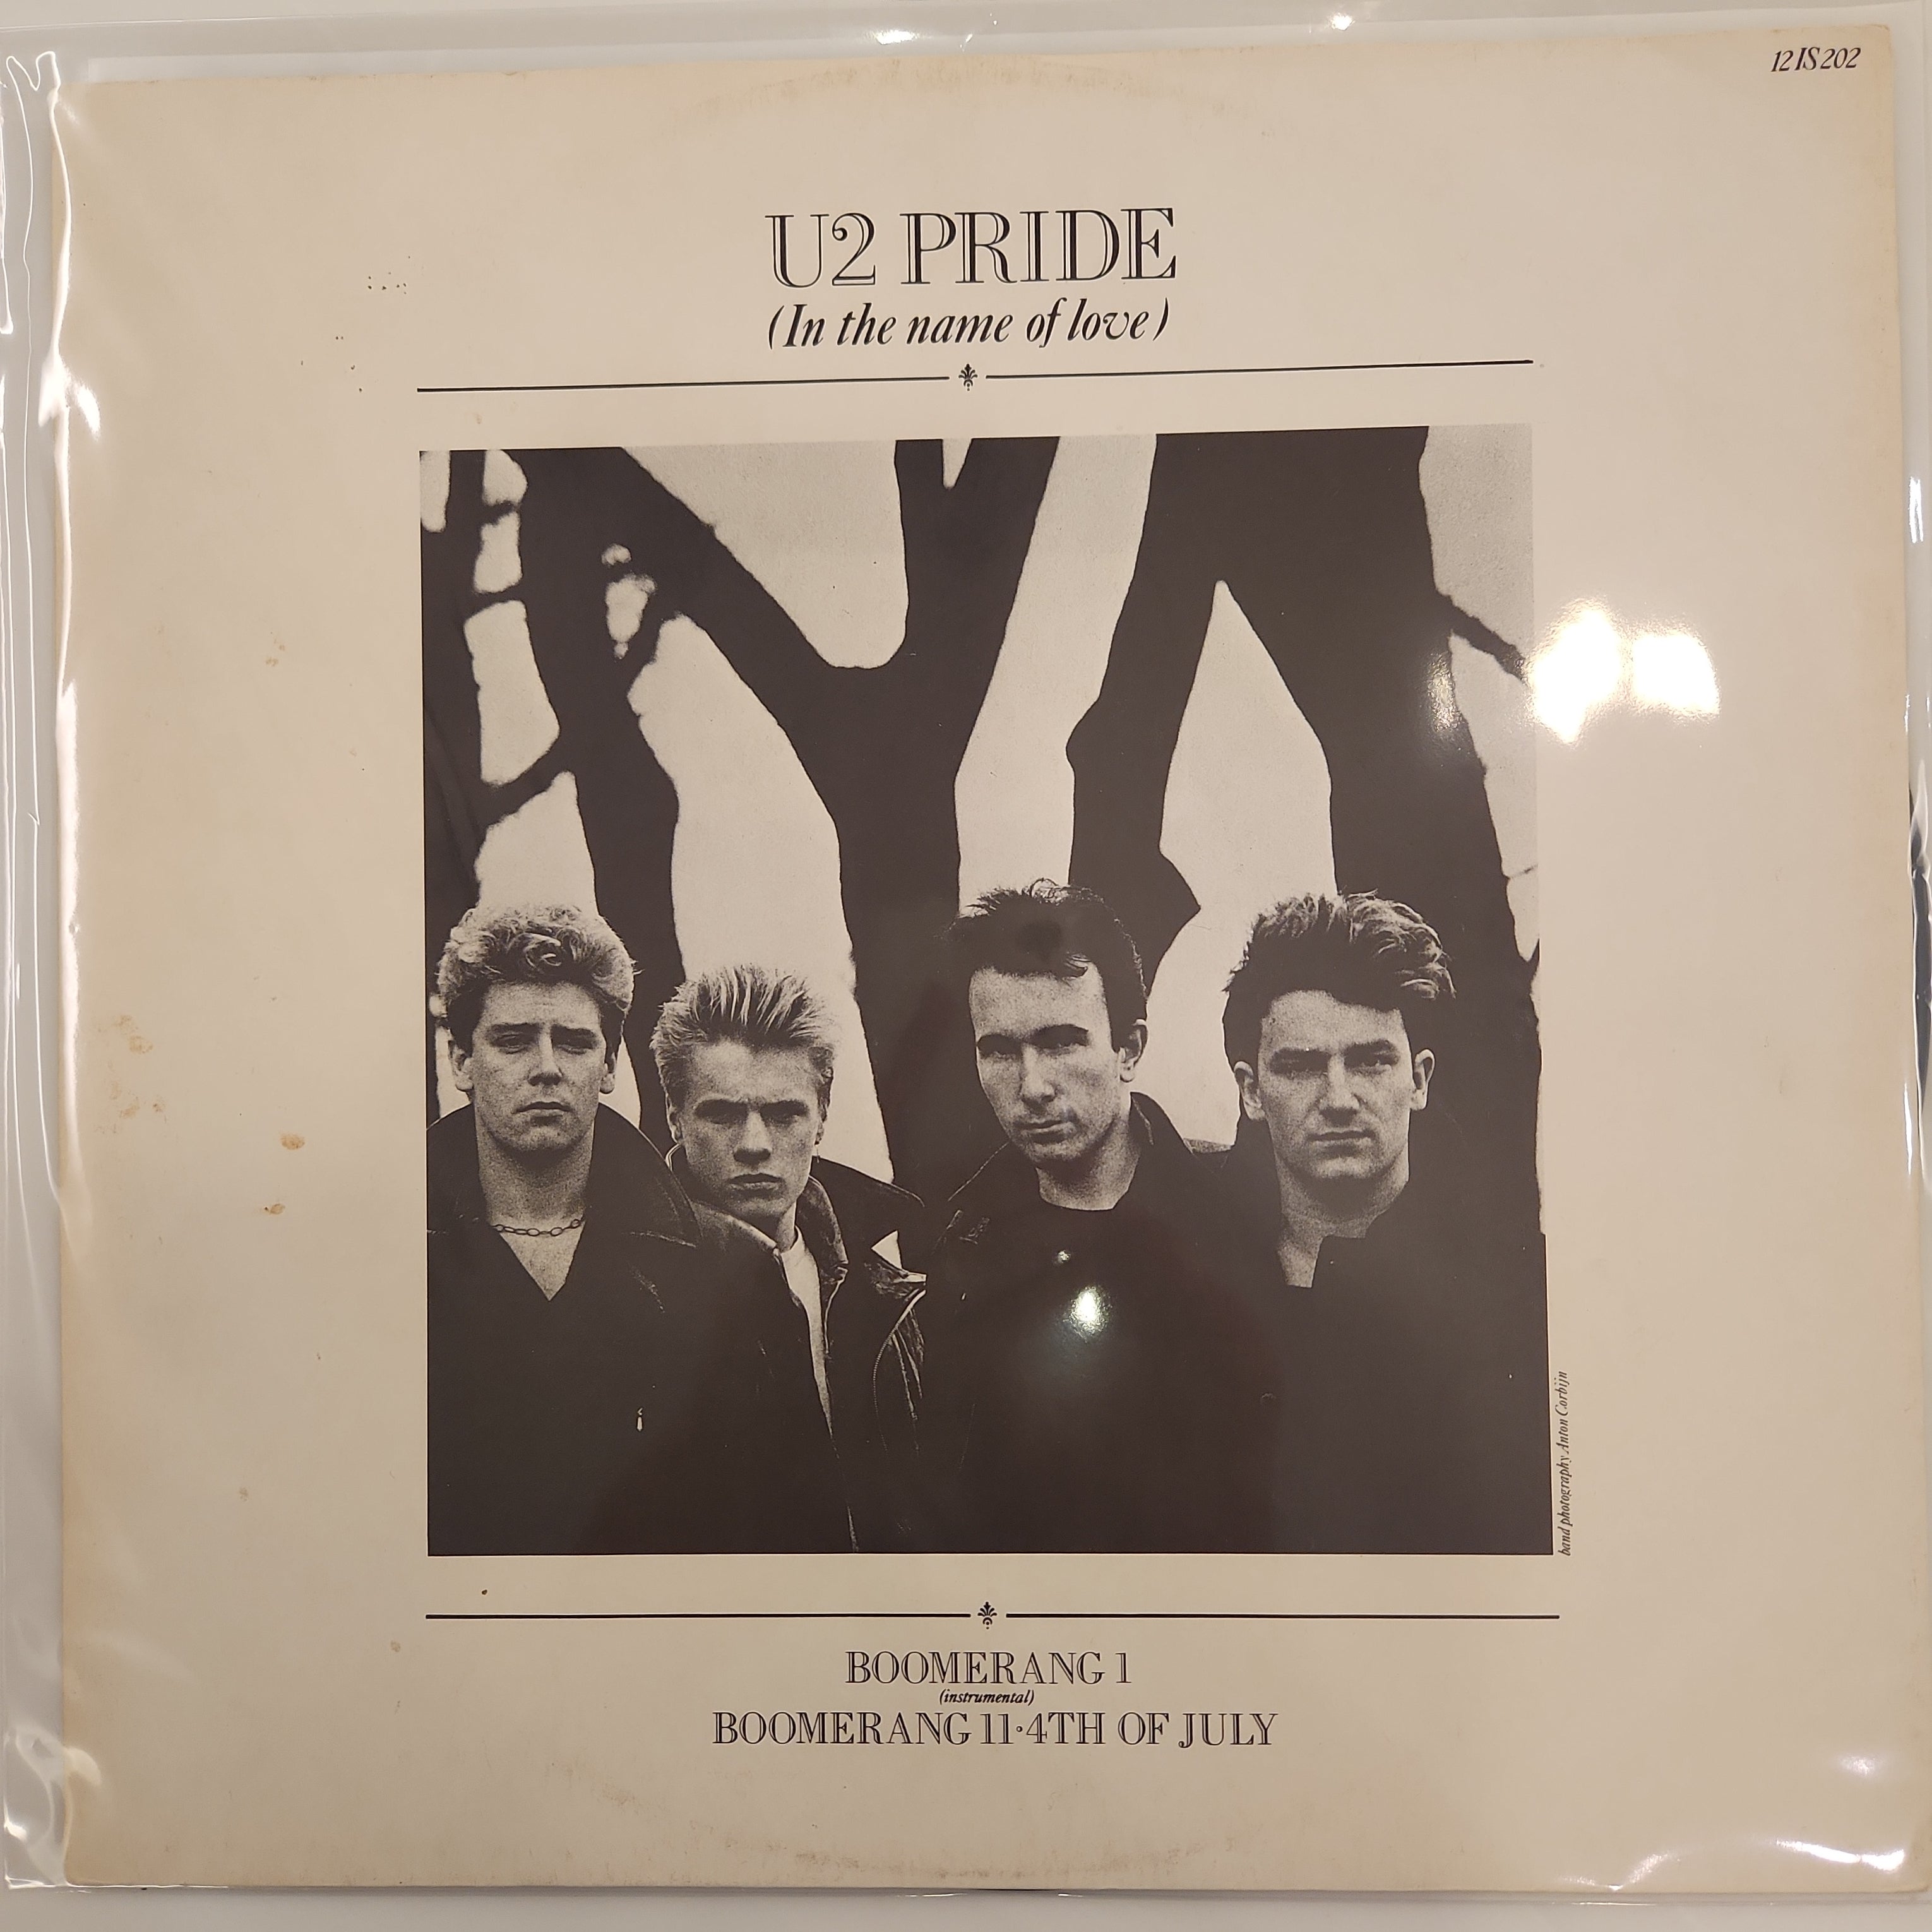 12 IS 202
U2 PRIDE
(In the name of love)
band photography Anton Corbijn
BOOMERANG 1
(instrumental)
BOOMERANG 11·4TH OF JULY